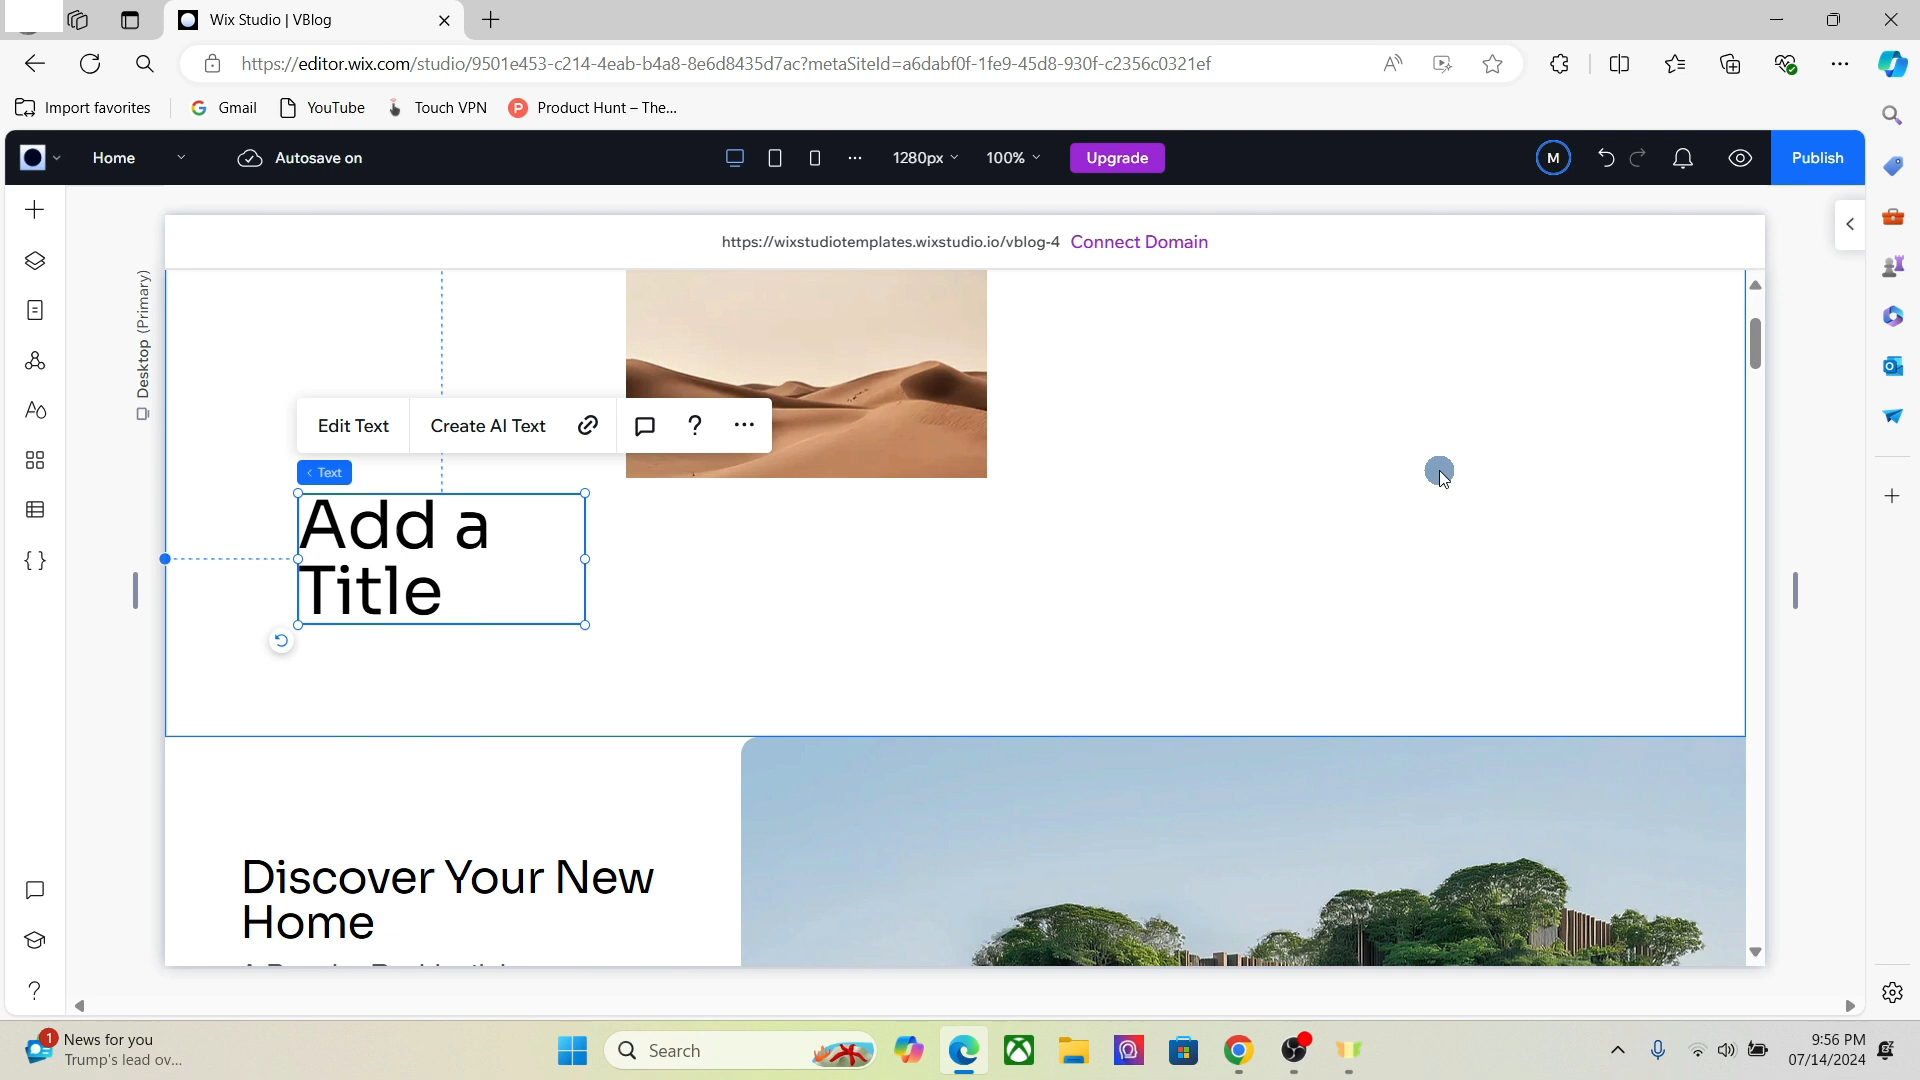 Wix Studio | VBlog
https://editor.wix.com/studio/9501e453-c214-4eab-b4a8-8e6d8435d7ac?metaSiteId=a6dabf0f-1fe9-45d8-930f-c2356c0321ef
Import favorites
Gmail
YouTube
Touch VPN
Product Hunt – The...
Home
Autosave on
1280px
100%
Upgrade
M
Publish
https://wixstudiotemplates.wixstudio.io/vblog-4 Connect Domain
Desktop (Primary)
Edit Text
Create AI Text
< Text
Add a
Title
Discover Your New
Home
News for you
Trump's lead ov...
1
Search
9:56 PM
07/14/2024